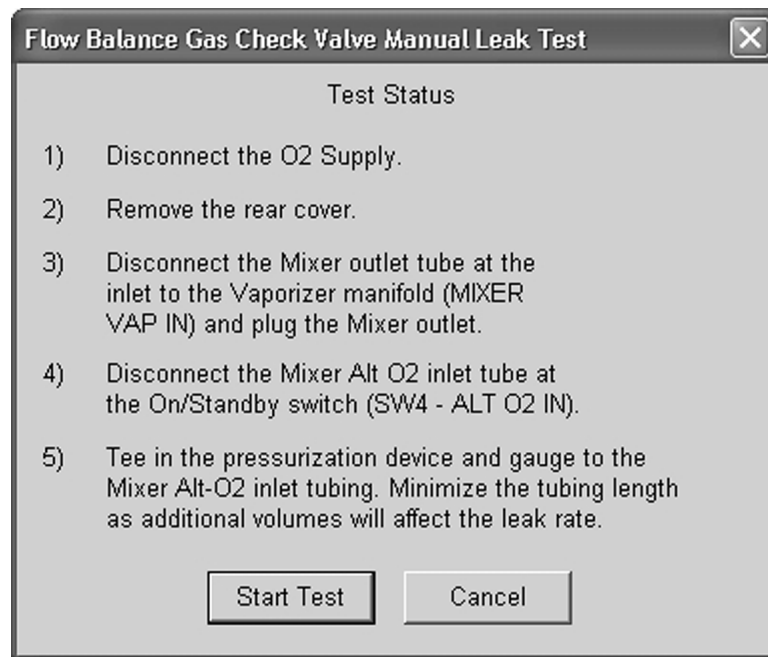 Flow Balance Gas Check Valve Manual Leak Test
Test Status
1) Disconnect the O2 Supply.
2) Remove the rear cover.
3) Disconnect the Mixer outlet tube at the
inlet to the Vaporizer manifold (MIXER
VAP IN) and plug the Mixer outlet.
4) Disconnect the Mixer Alt O2 inlet tube at
the On/Standby switch (SW4 - ALT O2 IN).
5) Tee in the pressurization device and gauge to the
Mixer Alt-O2 inlet tubing. Minimize the tubing length
as additional volumes will affect the leak rate.
Start Test
Cancel